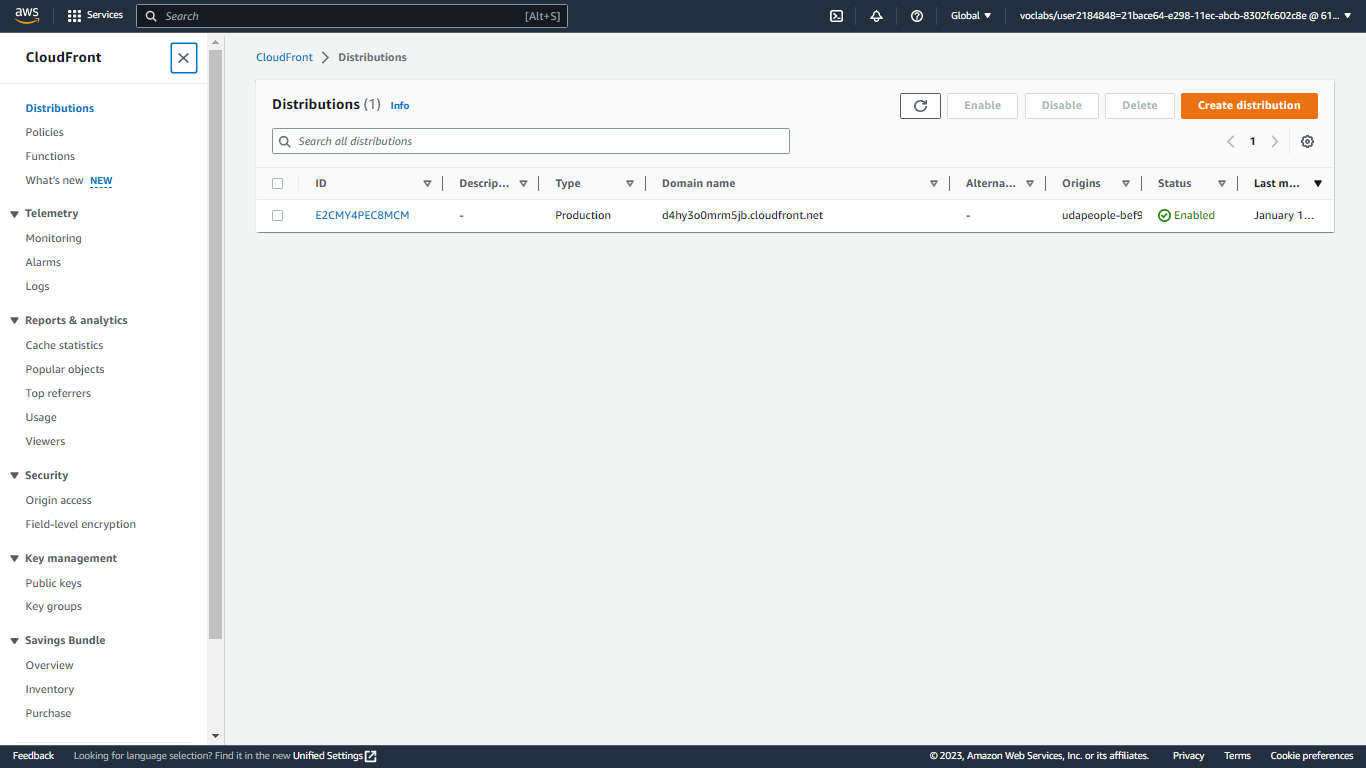 aws
Services
Search
[Alt+S]
Global
voclabs/user2184848=21bace64-e298-11ec-abcb-8302fc602c8e @ 61...
CloudFront
Distributions
Policies
Functions
What's new NEW
Telemetry
Monitoring
Alarms
Logs
Reports & analytics
Cache statistics
Popular objects
Top referrers
Usage
Viewers
Security
Origin access
Field-level encryption
Key management
Public keys
Key groups
Savings Bundle
Overview
Inventory
Purchase
CloudFront Distributions
Distributions (1) Info
Enable
Disable
Delete
Create distribution
Search all distributions
1
ID Descrip... Type Domain name Alterna... Origins Status Last m...
E2CMY4PEC8MCM - Production d4hy3o0mrm5jb.cloudfront.net - udapeople-bef9 Enabled January 1...
Feedback Looking for language selection? Find it in the new Unified Settings © 2023, Amazon Web Services, Inc. or its affiliates. Privacy Terms Cookie preferences